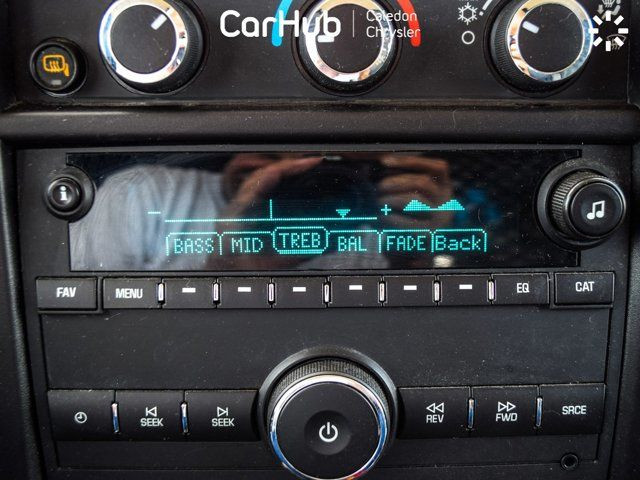 CarHub Caledon
Chrysler
- +
BASS MID TREB BAL FADE Back
i
FAV MENU EQ CAT
SEEK SEEK REV FWD SRCE